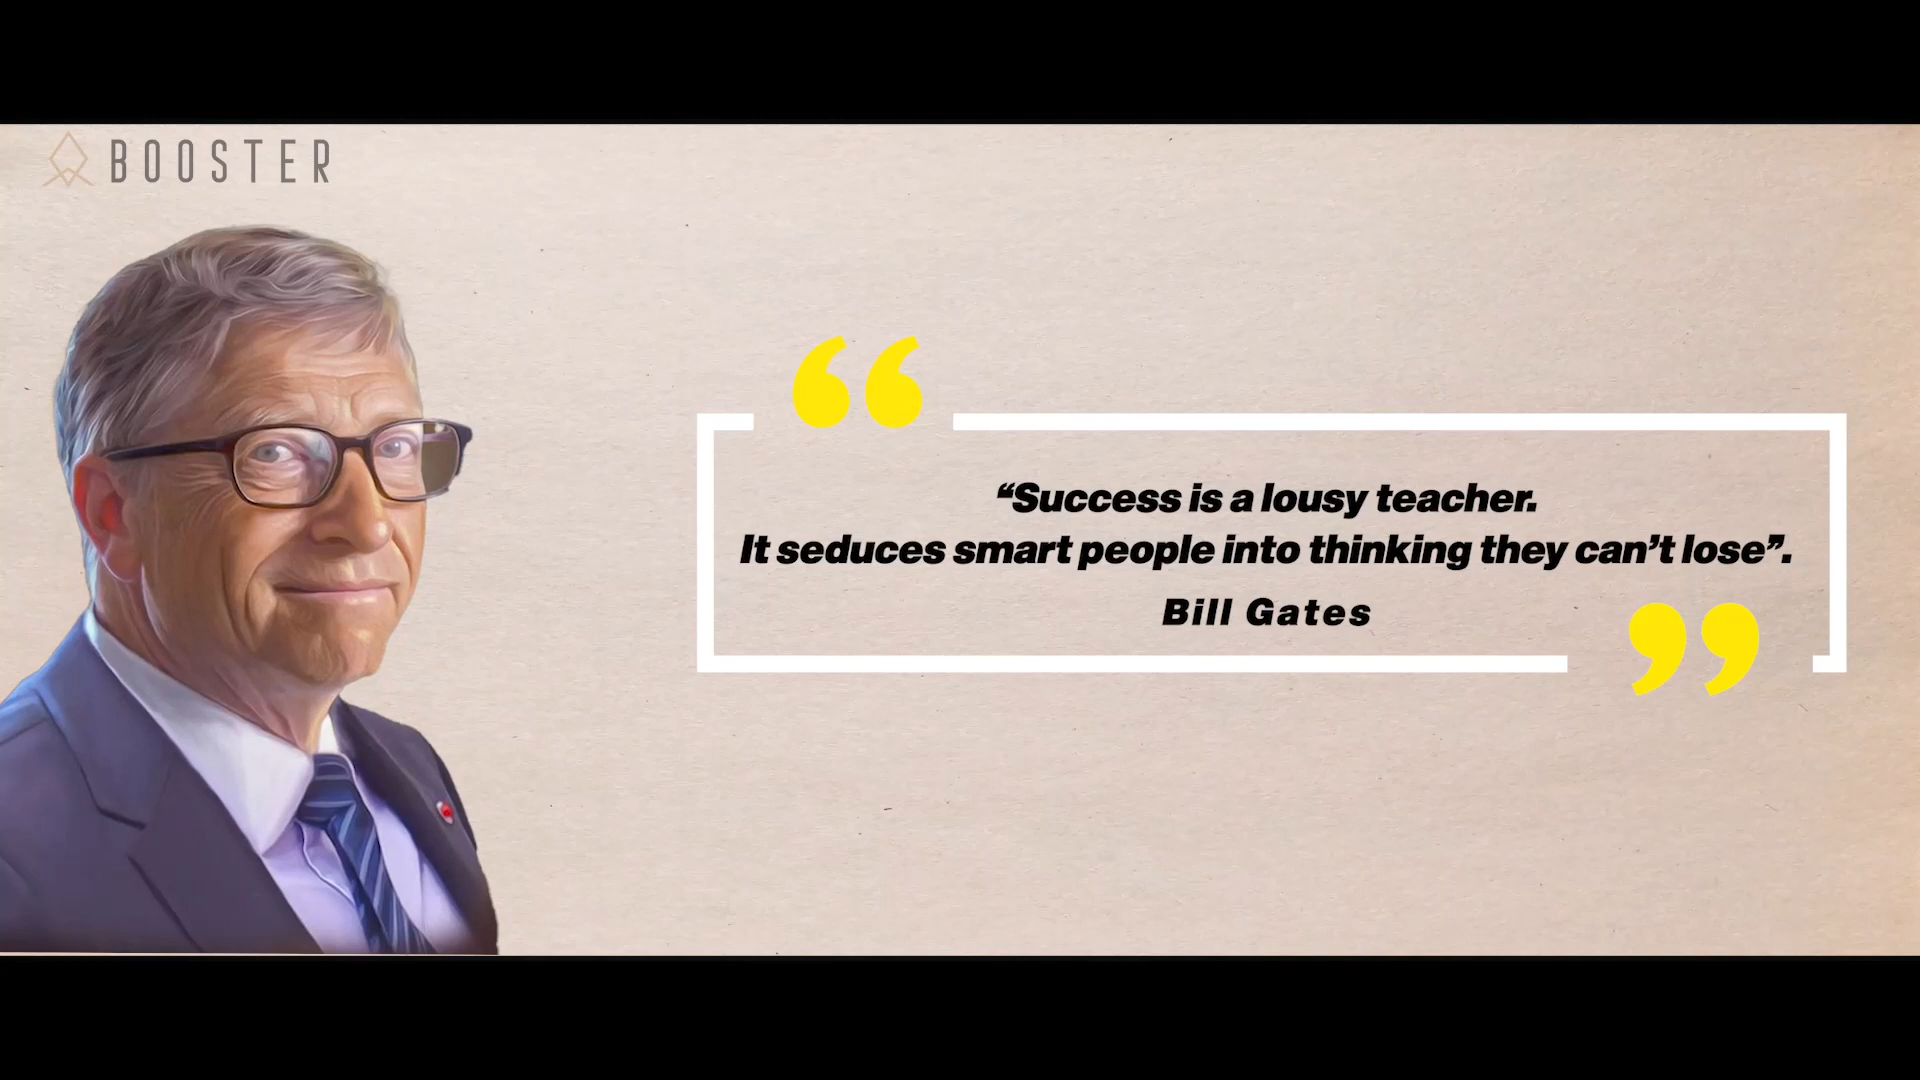 BOOSTER
“Success is a lousy teacher.
It seduces smart people into thinking they can’t lose”.
Bill Gates